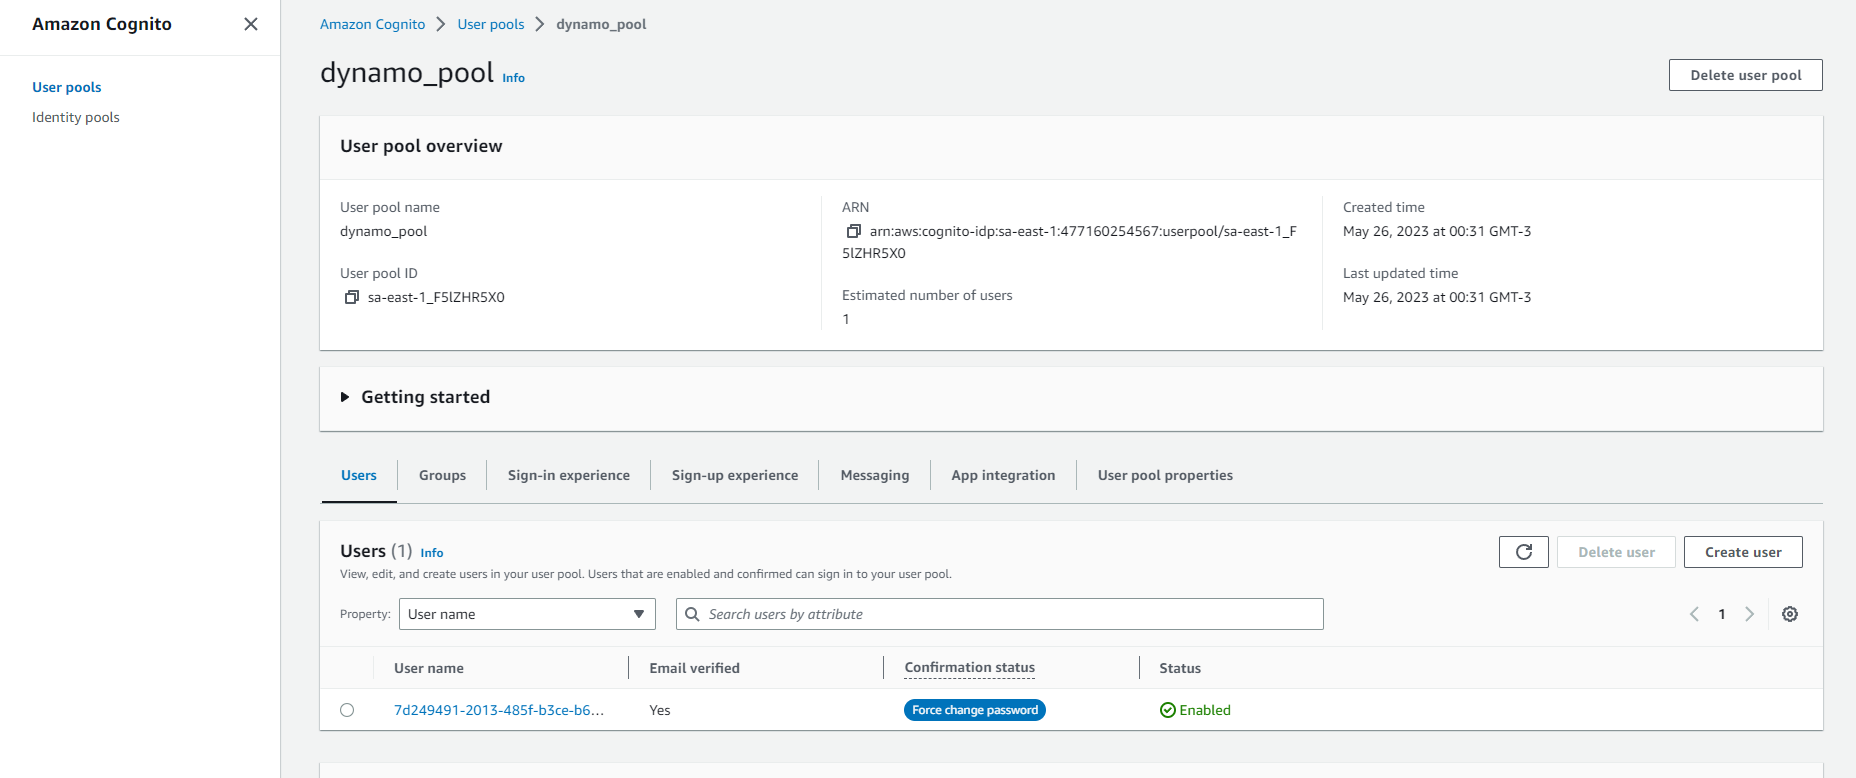 Amazon Cognito
User pools
Identity pools
Amazon Cognito > User pools > dynamo_pool
dynamo_pool Info
Delete user pool
User pool overview
User pool name
dynamo_pool
User pool ID
sa-east-1_F5lZHR5X0
ARN
arn:aws:cognito-idp:sa-east-1:477160254567:userpool/sa-east-1_F
5lZHR5X0
Estimated number of users
1
Created time
May 26, 2023 at 00:31 GMT-3
Last updated time
May 26, 2023 at 00:31 GMT-3
Getting started
Users Groups Sign-in experience Sign-up experience Messaging App integration User pool properties
Users (1) Info
View, edit, and create users in your user pool. Users that are enabled and confirmed can sign in to your user pool.
Delete user Create user
Property: User name Search users by attribute 1
User name Email verified Confirmation status Status
7d249491-2013-485f-b3ce-b6... Yes Force change password Enabled